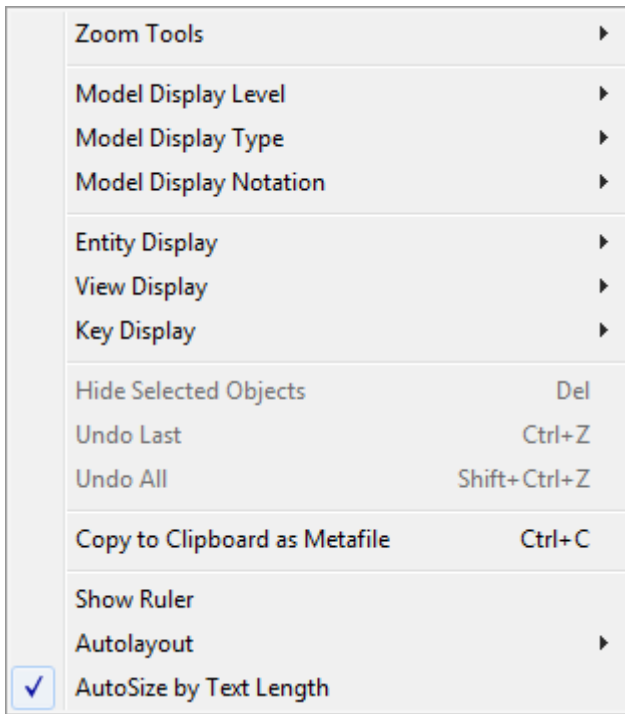 Zoom Tools
Model Display Level
Model Display Type
Model Display Notation
Entity Display
View Display
Key Display
Hide Selected Objects Del
Undo Last Ctrl+Z
Undo All Shift+Ctrl+Z
Copy to Clipboard as Metafile Ctrl+C
Show Ruler
Autolayout
AutoSize by Text Length